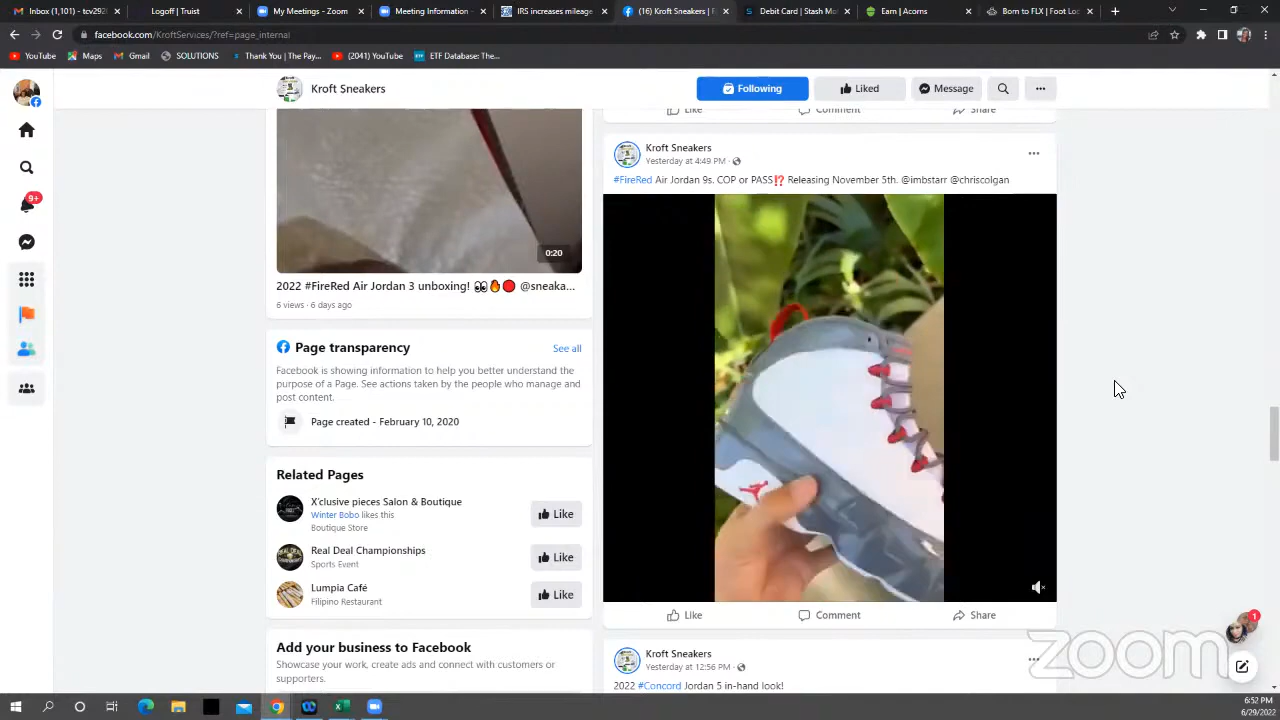 Inbox (1,101) - tcv292
Logjff | Truist
My Meetings - Zoom
Meeting Information -
IRS increases mileage
(16) Kroft Sneakers | F
Debit Card | Stash Mo
Earn | Acorns
Born to FLX | Foot Loc
facebook.com/KroftServices/?ref=page_internal
YouTube
Maps
Gmail
SOLUTIONS
Thank You | The Pay...
(2041) YouTube
ETF Database: The...
Kroft Sneakers
Following
Liked
Message
Like
Comment
Share
9+
0:20
2022 #FireRed Air Jordan 3 unboxing! 👀🔥🔴 @sneaka...
6 views · 6 days ago
Page transparency
See all
Facebook is showing information to help you better understand the
purpose of a Page. See actions taken by the people who manage and
post content.
Page created - February 10, 2020
Related Pages
X'clusive pieces Salon & Boutique
Winter Bobo likes this
Boutique Store
Like
Real Deal Championships
Sports Event
Like
Lumpia Café
Filipino Restaurant
Like
Add your business to Facebook
Showcase your work, create ads and connect with customers or
supporters.
Kroft Sneakers
Yesterday at 4:49 PM ·
#FireRed Air Jordan 9s. COP or PASS⁉️ Releasing November 5th. @imbstarr @chriscolgan
Like
Comment
Share
Kroft Sneakers
Yesterday at 12:56 PM ·
2022 #Concord Jordan 5 in-hand look!
zoom
1
6:52 PM
6/29/2022